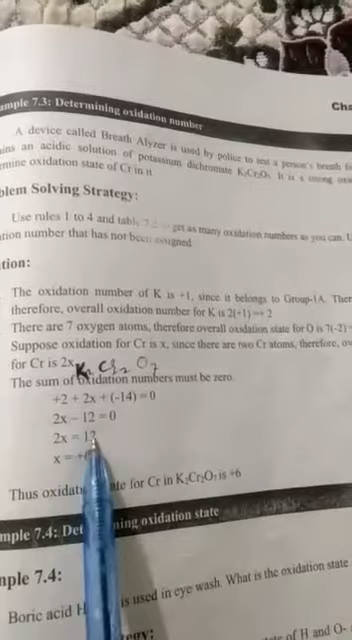 Cha
ample 7.3: Determining oxidation number
A device called Breath Alyzer is used by police to test a person's breath
ins an acidic solution of potassium dichromate K₂Cr₂O₇. It is a strong
mine oxidation state of Cr in it
blem Solving Strategy:
Use rules 1 to 4 and get as many oxidation numbers as you can.
tion number that has not been assigned
tion:
The oxidation number of K is +1, since it belongs to Group-1A. Ther
therefore, overall oxidation number for K is 2(+1)=+2
There are 7 oxygen atoms, therefore overall oxidation state for O is 7(-2)=
Suppose oxidation for Cr is x, since there are two Cr atoms, therefore, ov
for Cr is 2x
K₂ Cr₂ O₇
The sum of oxidation numbers must be zero.
+2 + 2x + (-14) = 0
2x - 12 = 0
2x = 12
x = +
Thus oxidati ate for Cr in K₂Cr₂O₇ is +6
mple 7.4: Det ning oxidation state
mple 7.4:
Boric acid H is used in eye wash. What is the oxidation state
tegy:
of H and O-